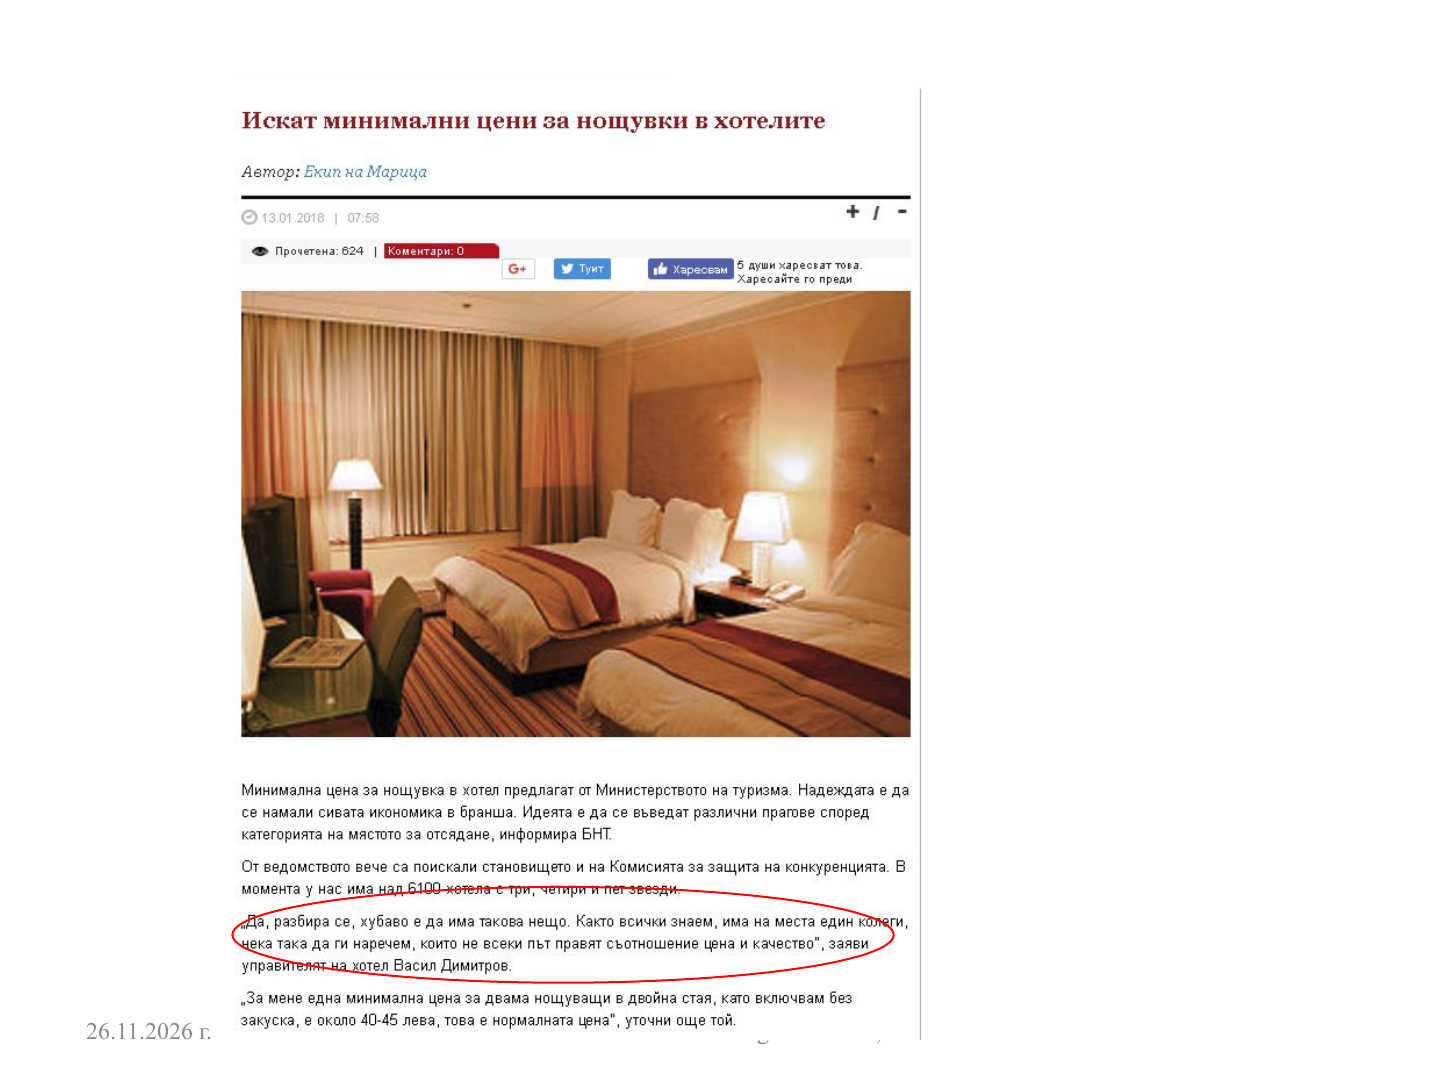 Искат минимални цени за нощувки в хотелите
Автор: Екип на Марица
13.01.2018 | 07:58
+ / -
Прочетена: 624 | Коментари: 0
G+ Туит Харесвам 5 души харесват това.
Харесайте го преди
Минимална цена за нощувка в хотел предлагат от Министерството на туризма. Надеждата е да
се намали сивата икономика в бранша. Идеята е да се въведат различни прагове според
категорията на мястото за отсядане, информира БНТ.
От ведомството вече са поискали становището и на Комисията за защита на конкуренцията. В
момента у нас има над 6100 хотела с три, четири и пет звезди.
„Да, разбира се, хубаво е да има такова нещо. Както всички знаем, има на места един колеги,
нека така да ги наречем, които не всеки път правят съотношение цена и качество", заяви
управителят на хотел Васил Димитров.
„За мене една минимална цена за двама нощуващи в двойна стая, като включвам без
закуска, е около 40-45 лева, това е нормалната цена", уточни още той.
26.11.2026 г.